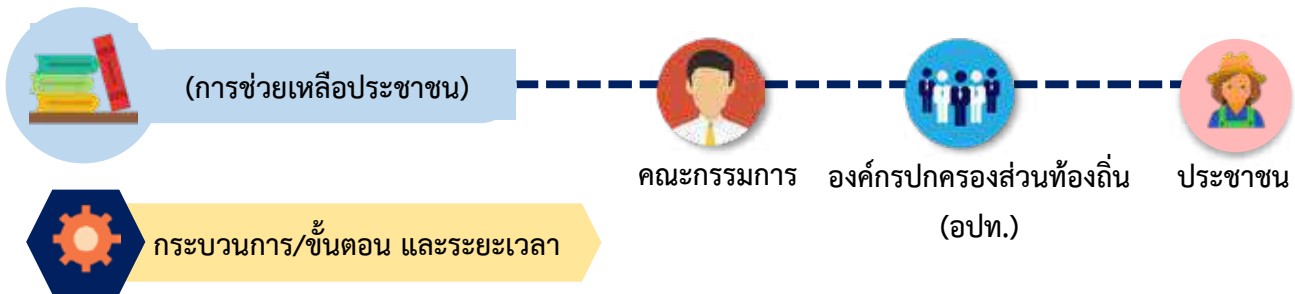 (การช่วยเหลือประชาชน)
คณะกรรมการ
องค์กรปกครองส่วนท้องถิ่น
(อปท.)
ประชาชน
กระบวนการ/ขั้นตอน และระยะเวลา